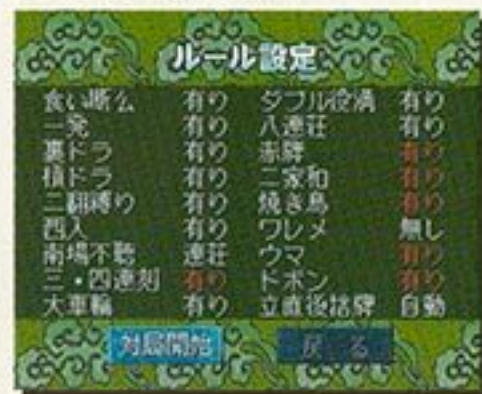 ルール設定
食い断么 有り ダブル役満 有り
一発 有り 八連荘 有り
裏ドラ 有り 赤牌 有り
槓ドラ 有り 二家和 有り
二翻縛り 有り 焼き鳥 有り
西入 有り ワレメ 無し
南場不聴 連荘 ウマ 有り
三・四連刻 有り ドボン 有り
大車輪 有り 立直後括牌 自動
対局開始 戻る